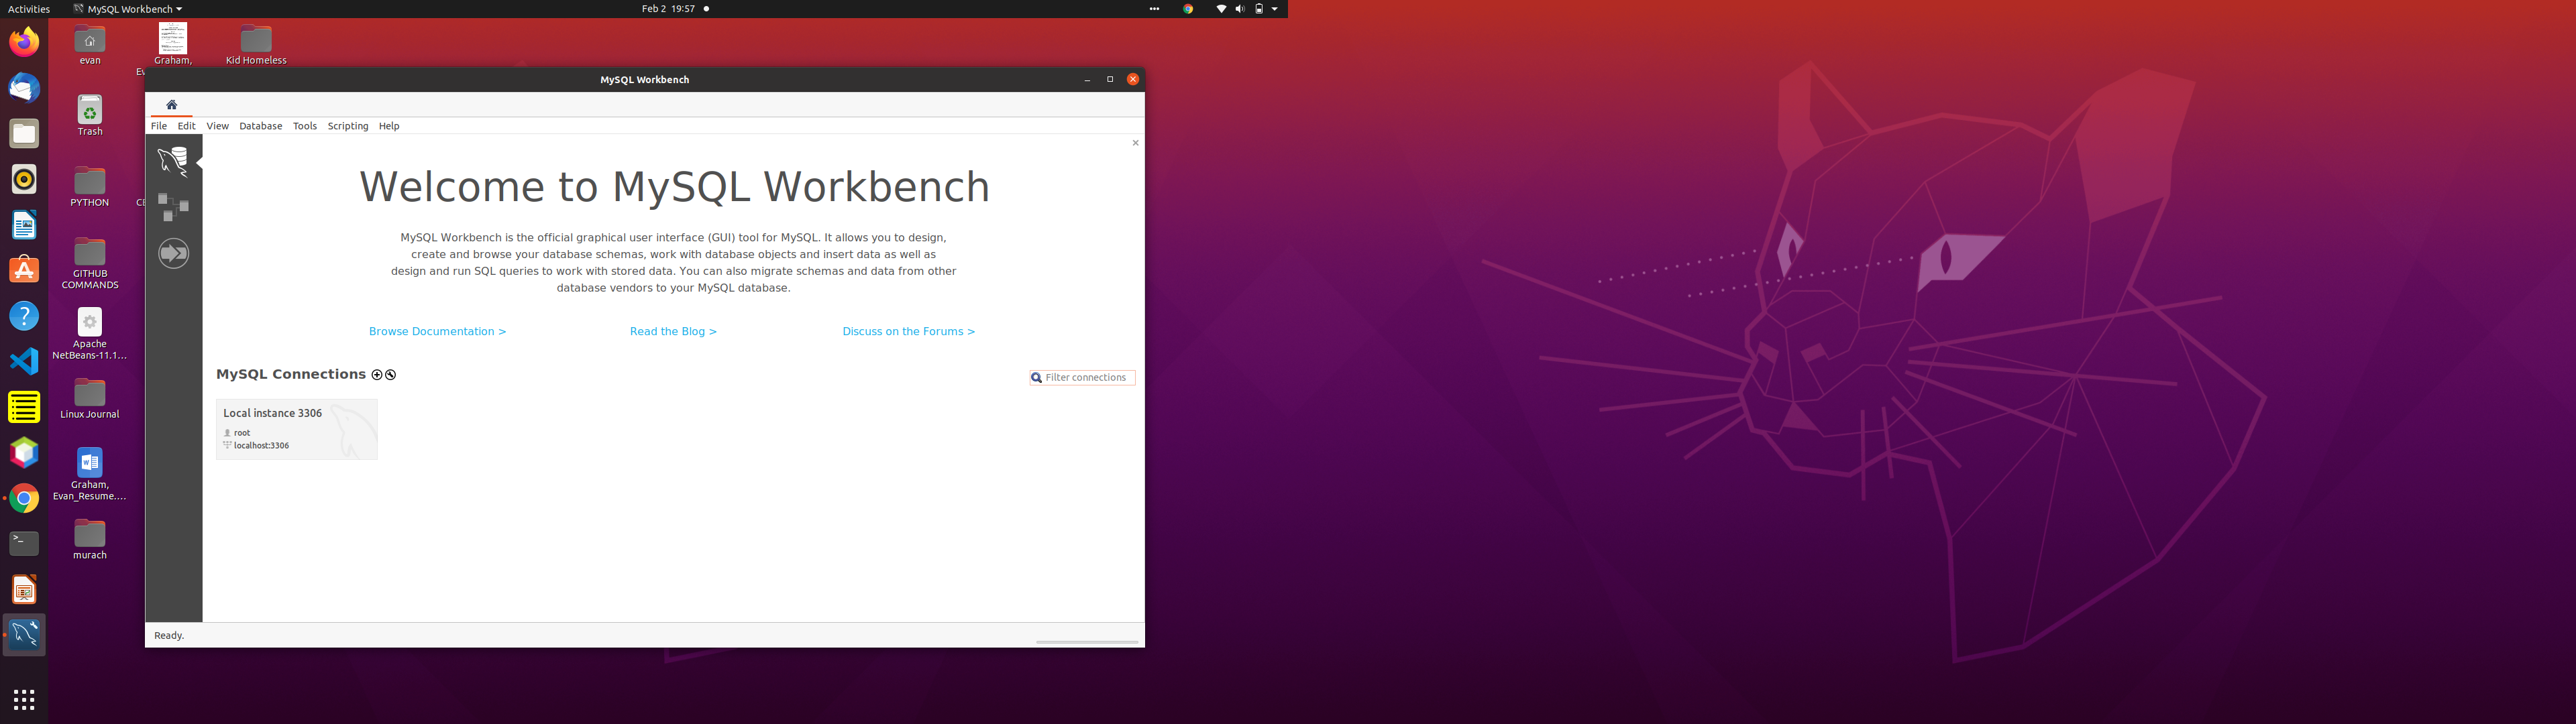 Activities
MySQL Workbench
Feb 2 19:57
evan
Graham,
Ev
Kid Homeless
Trash
PYTHON
CE
GITHUB
COMMANDS
Apache
NetBeans-11.1...
Linux Journal
Graham,
Evan_Resume....
murach
MySQL Workbench
File Edit View Database Tools Scripting Help
Welcome to MySQL Workbench
MySQL Workbench is the official graphical user interface (GUI) tool for MySQL. It allows you to design,
create and browse your database schemas, work with database objects and insert data as well as
design and run SQL queries to work with stored data. You can also migrate schemas and data from other
database vendors to your MySQL database.
Browse Documentation > Read the Blog > Discuss on the Forums >
MySQL Connections
Filter connections
Local instance 3306
root
localhost:3306
Ready.